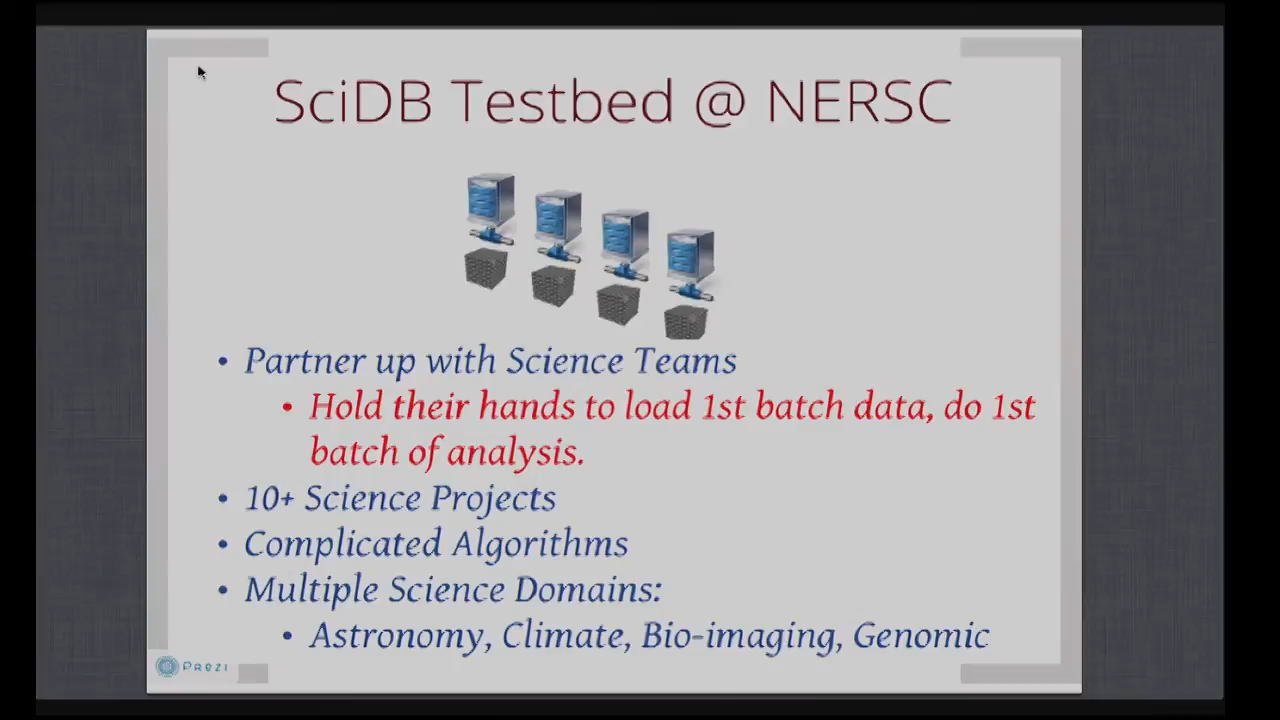 SciDB Testbed @ NERSC
• Partner up with Science Teams
• Hold their hands to load 1st batch data, do 1st
batch of analysis.
• 10+ Science Projects
• Complicated Algorithms
• Multiple Science Domains:
• Astronomy, Climate, Bio-imaging, Genomic
Prezi